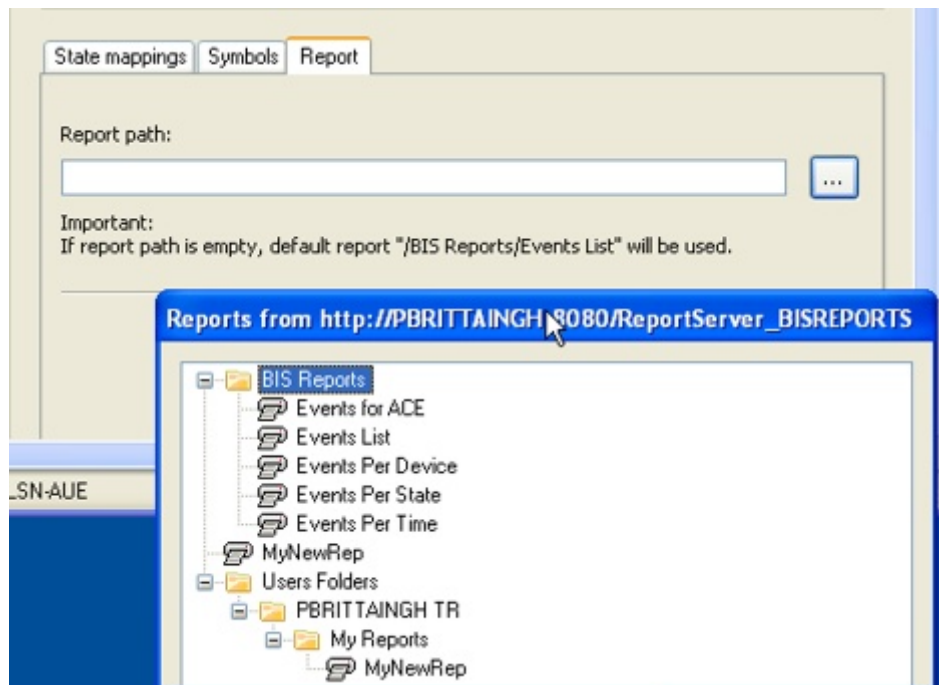 State mappings Symbols Report
Report path:
...
Important:
If report path is empty, default report "/BIS Reports/Events List" will be used.
Reports from http://PBRITTAINGH:8080/ReportServer_BISREPORTS
BIS Reports
Events for ACE
Events List
Events Per Device
_SN-AUE
Events Per State
Events Per Time
MyNewRep
Users Folders
PBRITTAINGH TR
My Reports
MyNewRep